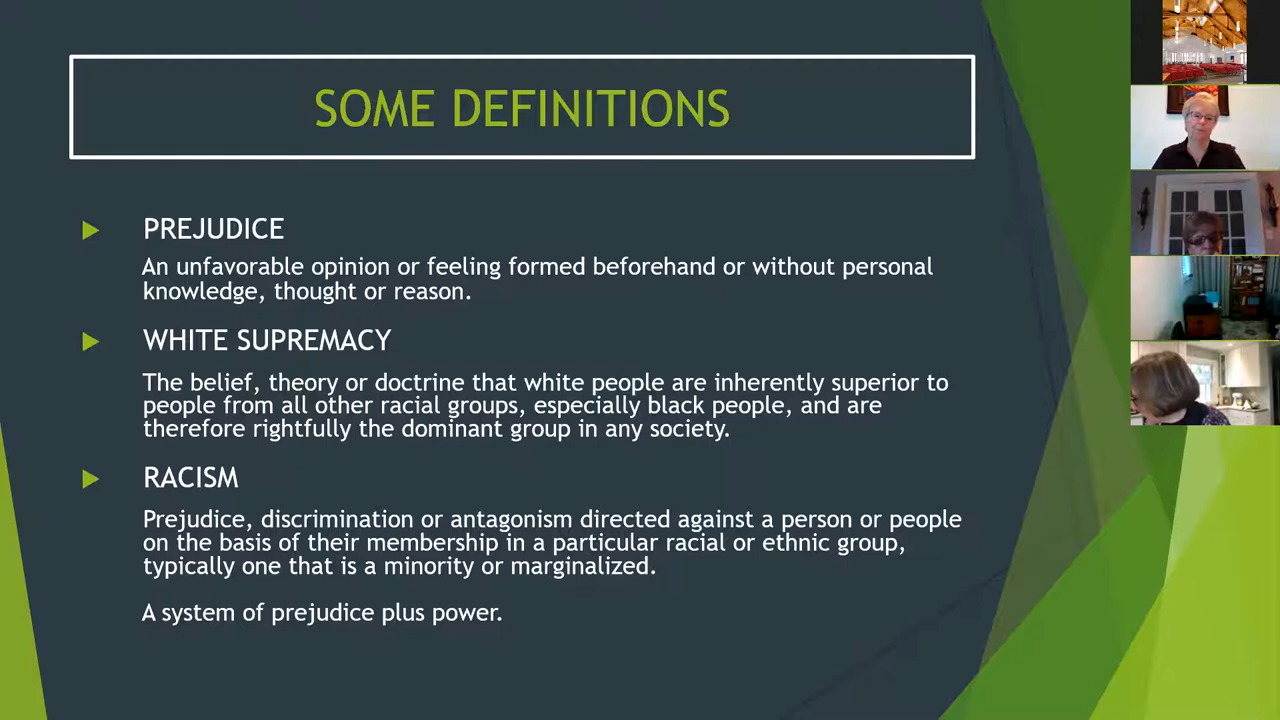 SOME DEFINITIONS
PREJUDICE
An unfavorable opinion or feeling formed beforehand or without personal
knowledge, thought or reason.
WHITE SUPREMACY
The belief, theory or doctrine that white people are inherently superior to
people from all other racial groups, especially black people, and are
therefore rightfully the dominant group in any society.
RACISM
Prejudice, discrimination or antagonism directed against a person or people
on the basis of their membership in a particular racial or ethnic group,
typically one that is a minority or marginalized.
A system of prejudice plus power.